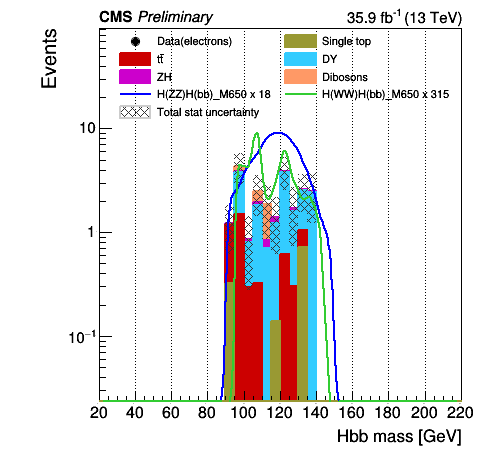 CMS Preliminary 35.9 fb⁻¹ (13 TeV)
Events
Data(electrons) Single top
tt̄ DY
ZH Dibosons
H(ZZ)H(bb)_M650 x 18 H(WW)H(bb)_M650 x 315
Total stat uncertainty
10
1
10⁻¹
20 40 60 80 100 120 140 160 180 200 220
Hbb mass [GeV]